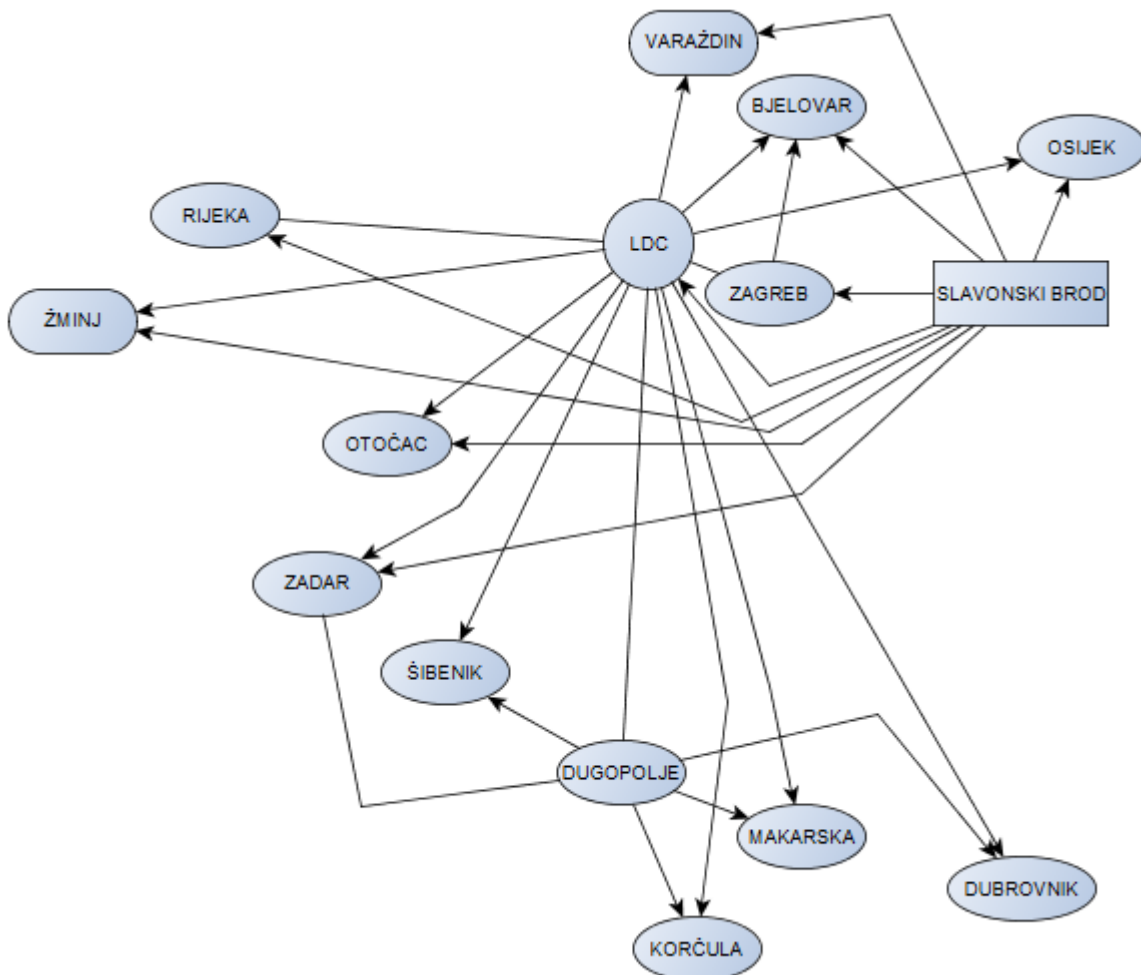 VARAŽDIN
BJELOVAR
OSIJEK
RIJEKA
LDC
ZAGREB
SLAVONSKI BROD
ŽMINJ
OTOČAC
ZADAR
ŠIBENIK
DUGOPOLJE
MAKARSKA
DUBROVNIK
KORČULA